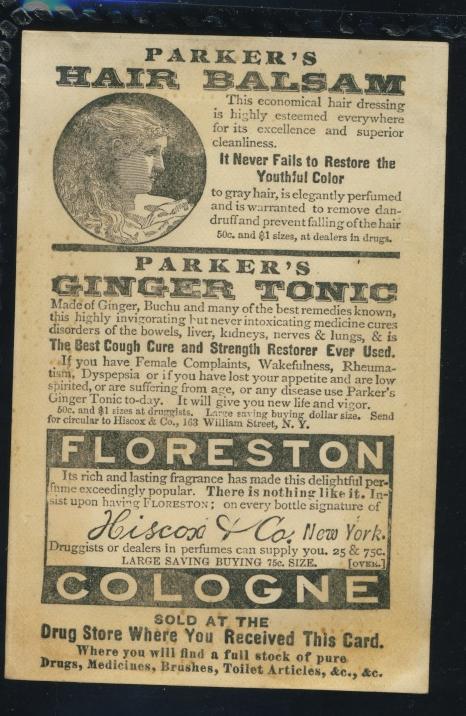 PARKER'S
HAIR BALSAM
This economical hair dressing
is highly esteemed everywhere
for its excellence and superior
cleanliness.
It Never Fails to Restore the
Youthful Color
to gray hair, is elegantly perfumed
and is warranted to remove dan-
druff and prevent falling of the hair
50c. and $1 sizes, at dealers in drugs.
PARKER'S
GINGER TONIC
Made of Ginger, Buchu and many of the best remedies known,
this highly invigorating but never intoxicating medicine cures
disorders of the bowels, liver, kidneys, nerves & lungs, & is
The Best Cough Cure and Strength Restorer Ever Used.
If you have Female Complaints, Wakefulness, Rheuma-
tism, Dyspepsia or if you have lost your appetite and are low
spirited, or are suffering from age, or any disease use Parker's
Ginger Tonic to-day. It will give you new life and vigor.
50c. and $1 sizes at druggists. Large saving buying dollar size. Send
for circular to Hiscox & Co., 163 William Street, N. Y.
FLORESTON
Its rich and lasting fragrance has made this delightful per-
fume exceedingly popular. There is nothing like it. In-
sist upon having FLORESTON; on every bottle signature of
Hiscox & Co. New York.
Druggists or dealers in perfumes can supply you. 25 & 75c.
LARGE SAVING BUYING 75c. SIZE. [OVER.]
COLOGNE
SOLD AT THE
Drug Store Where You Received This Card.
Where you will find a full stock of pure
Drugs, Medicines, Brushes, Toilet Articles, &c., &c.